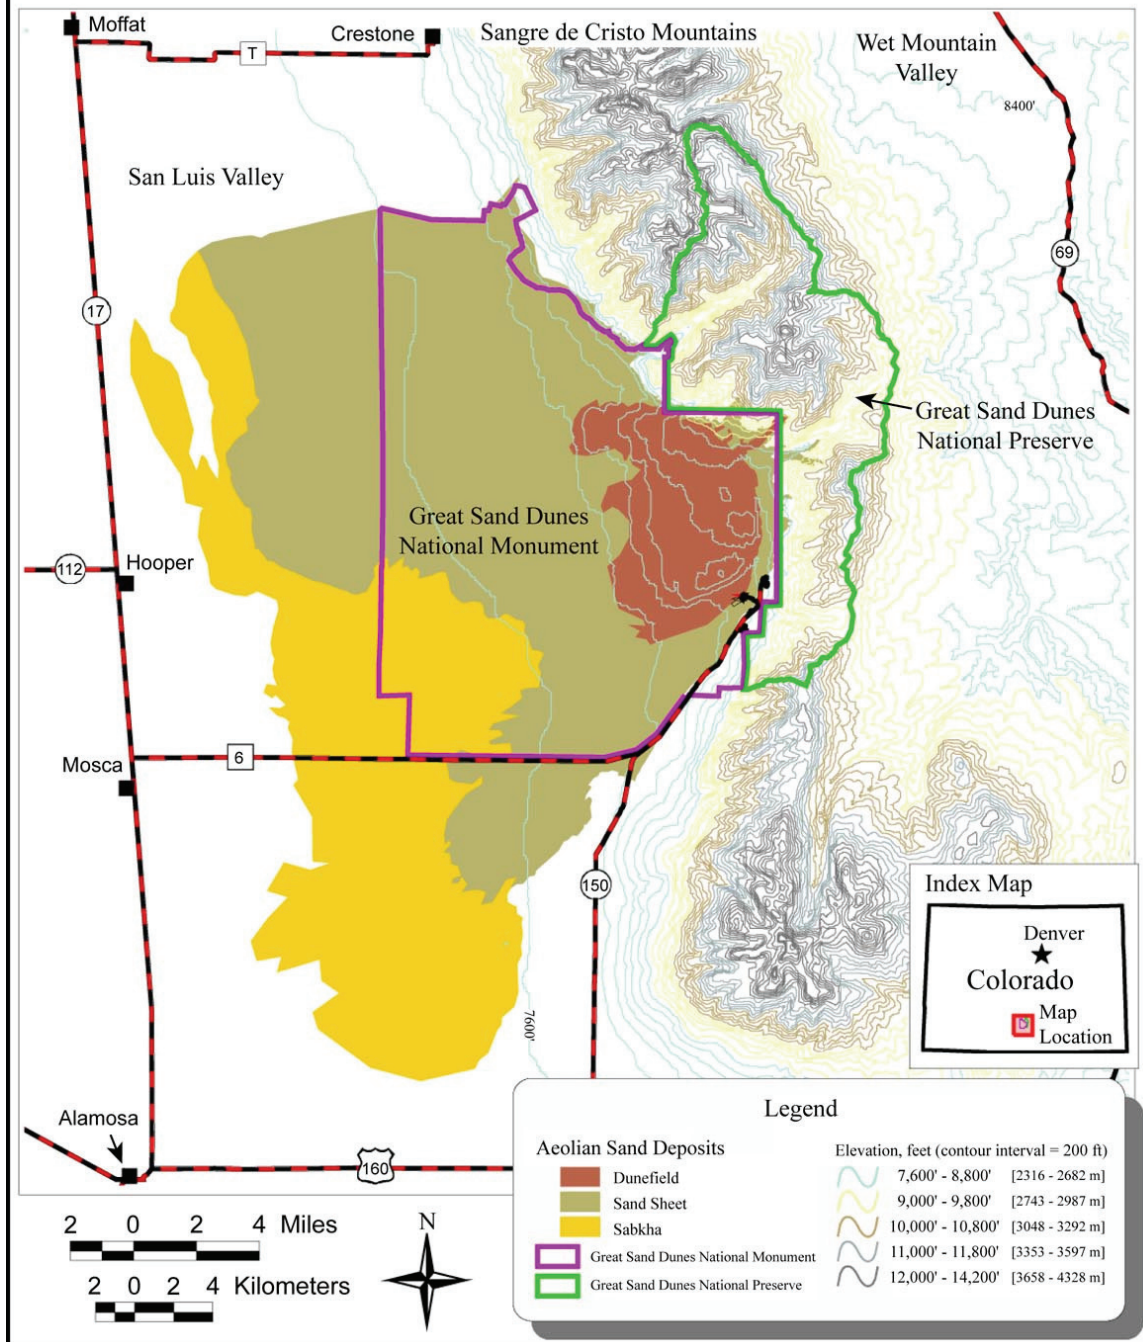 Moffat
Crestone
T
Sangre de Cristo Mountains
Wet Mountain
Valley
8400'
San Luis Valley
69
17
Great Sand Dunes
National Preserve
Great Sand Dunes
National Monument
112
Hooper
6
Mosca
150
7600'
Index Map
Denver
Colorado
Map
Location
Alamosa
160
Legend
Aeolian Sand Deposits
Dunefield
Sand Sheet
Sabkha
Great Sand Dunes National Monument
Great Sand Dunes National Preserve
Elevation, feet (contour interval = 200 ft)
7,600' - 8,800' [2316 - 2682 m]
9,000' - 9,800' [2743 - 2987 m]
10,000' - 10,800' [3048 - 3292 m]
11,000' - 11,800' [3353 - 3597 m]
12,000' - 14,200' [3658 - 4328 m]
2 0 2 4 Miles
2 0 2 4 Kilometers
N